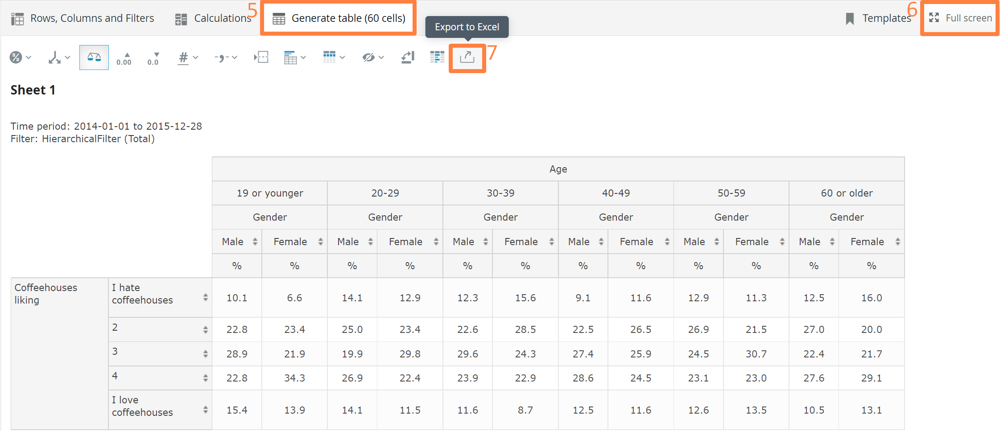 Rows, Columns and Filters Calculations 5 Generate table (60 cells) Templates 6 Full screen
Export to Excel
% 0.00 0.0 # -,- 7
Sheet 1
Time period: 2014-01-01 to 2015-12-28
Filter: HierarchicalFilter (Total)
Age
19 or younger 20-29 30-39 40-49 50-59 60 or older
Gender Gender Gender Gender Gender Gender
Male Female Male Female Male Female Male Female Male Female Male Female
% % % % % % % % % % % %
Coffeehouses liking I hate coffeehouses 10.1 6.6 14.1 12.9 12.3 15.6 9.1 11.6 12.9 11.3 12.5 16.0
2 22.8 23.4 25.0 23.4 22.6 28.5 22.5 26.5 26.9 21.5 27.0 20.0
3 28.9 21.9 19.9 29.8 29.6 24.3 27.4 25.9 24.5 30.7 22.4 21.7
4 22.8 34.3 26.9 22.4 23.9 22.9 28.6 24.5 23.1 23.0 27.6 29.1
I love coffeehouses 15.4 13.9 14.1 11.5 11.6 8.7 12.5 11.6 12.6 13.5 10.5 13.1